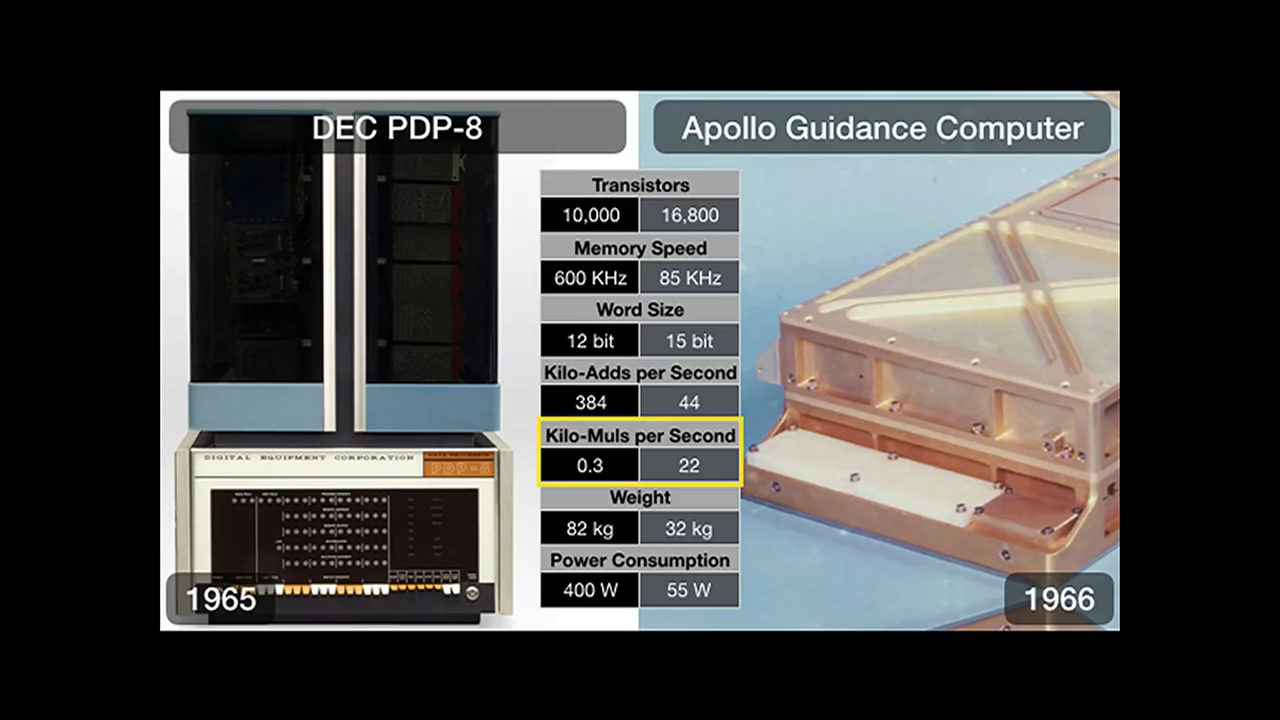 DEC PDP-8
Apollo Guidance Computer
Transistors
10,000 16,800
Memory Speed
600 KHz 85 KHz
Word Size
12 bit 15 bit
Kilo-Adds per Second
384 44
Kilo-Muls per Second
0.3 22
Weight
82 kg 32 kg
Power Consumption
400 W 55 W
DIGITAL EQUIPMENT CORPORATION
PDP-8
1965
1966